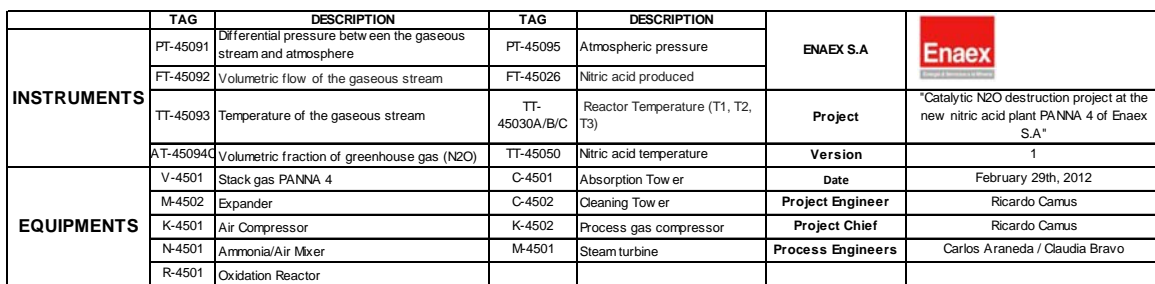 TAG DESCRIPTION TAG DESCRIPTION
INSTRUMENTS
PT-45091 Differential pressure between the gaseous
stream and atmosphere
PT-45095 Atmospheric pressure
ENAEX S.A
Enaex
FT-45092 Volumetric flow of the gaseous stream FT-45026 Nitric acid produced
TT-45093 Temperature of the gaseous stream
TT-
45030A/B/C
Reactor Temperature (T1, T2,
T3)
Project
"Catalytic N2O destruction project at the
new nitric acid plant PANNA 4 of Enaex
S.A"
AT-45094C Volumetric fraction of greenhouse gas (N2O) TT-45050 Nitric acid temperature Version 1
EQUIPMENTS
V-4501 Stack gas PANNA 4 C-4501 Absorption Tower Date February 29th, 2012
M-4502 Expander C-4502 Cleaning Tower Project Engineer Ricardo Camus
K-4501 Air Compressor K-4502 Process gas compressor Project Chief Ricardo Camus
N-4501 Ammonia/Air Mixer M-4501 Steam turbine Process Engineers Carlos Araneda / Claudia Bravo
R-4501 Oxidation Reactor